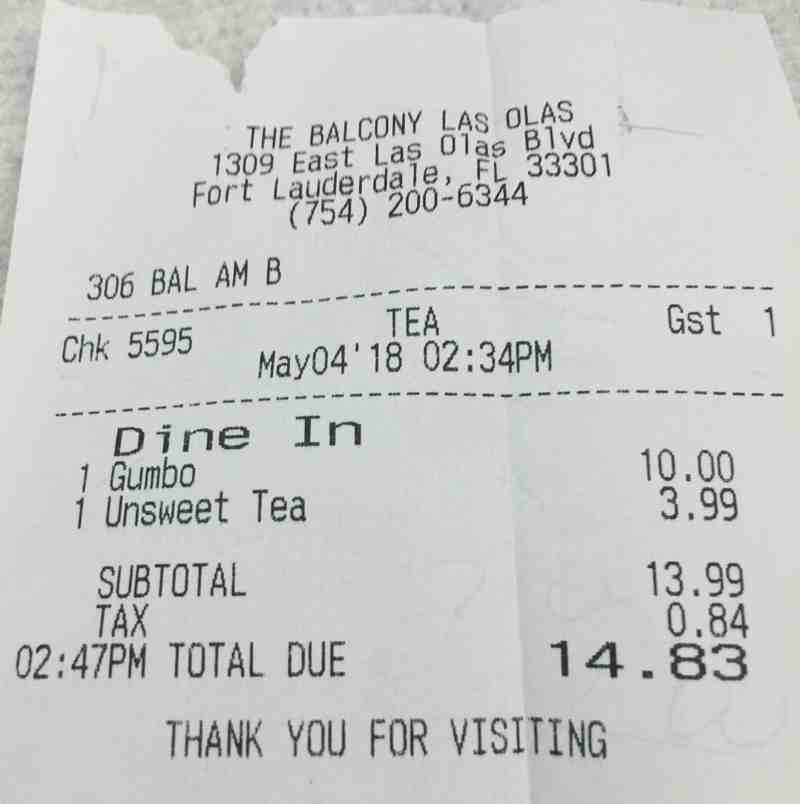 THE BALCONY LAS OLAS
1309 East Las Olas Blvd
Fort Lauderdale, FL 33301
(754) 200-6344
306 BAL AM B
Chk 5595 TEA Gst 1
May04'18 02:34PM
Dine In
1 Gumbo 10.00
1 Unsweet Tea 3.99
SUBTOTAL 13.99
TAX 0.84
02:47PM TOTAL DUE 14.83
THANK YOU FOR VISITING